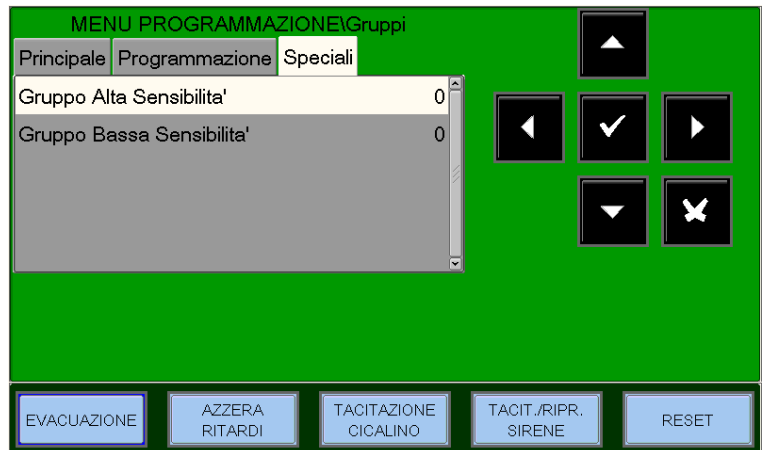 MENU PROGRAMMAZIONE\Gruppi
Principale Programmazione Speciali
Gruppo Alta Sensibilita' 0
Gruppo Bassa Sensibilita' 0
EVACUAZIONE
AZZERA
RITARDI
TACITAZIONE
CICALINO
TACIT./RIPR.
SIRENE
RESET